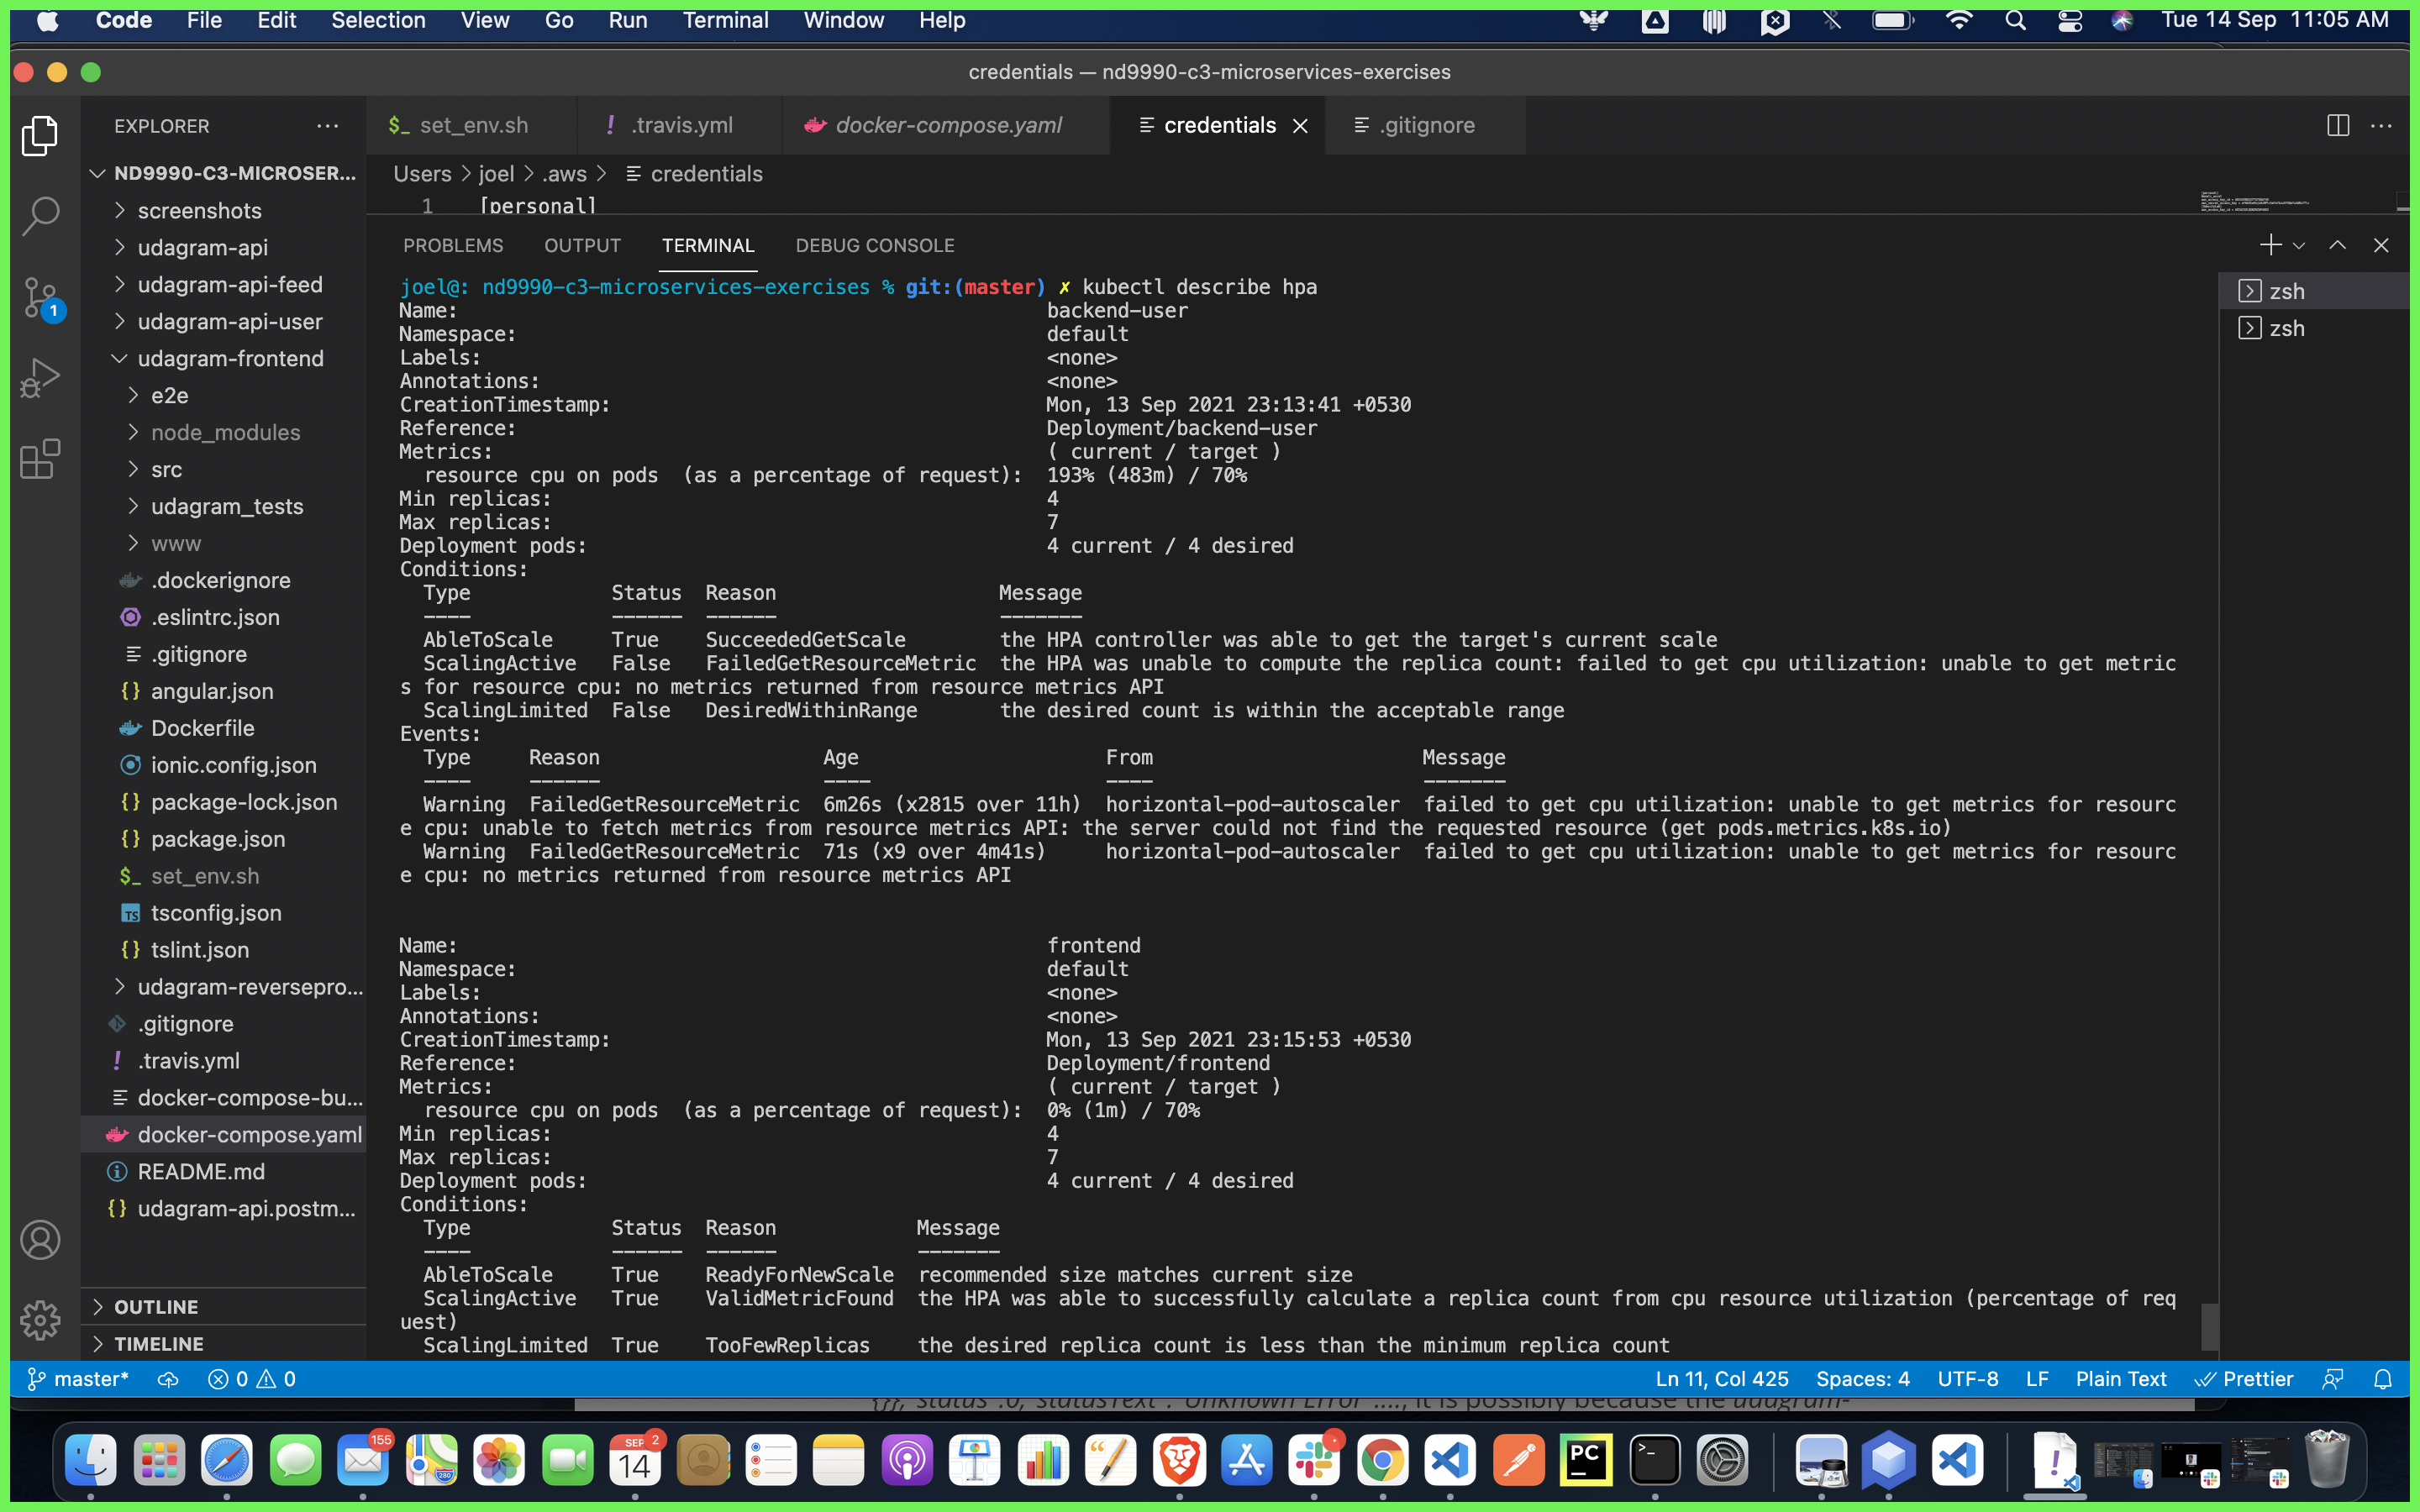 Code File Edit Selection View Go Run Terminal Window Help Tue 14 Sep 11:05 AM
credentials — nd9990-c3-microservices-exercises
EXPLORER
set_env.sh .travis.yml docker-compose.yaml credentials .gitignore
ND9990-C3-MICROSER...
screenshots
udagram-api
udagram-api-feed
udagram-api-user
udagram-frontend
e2e
node_modules
src
udagram_tests
www
.dockerignore
.eslintrc.json
.gitignore
angular.json
Dockerfile
ionic.config.json
package-lock.json
package.json
set_env.sh
tsconfig.json
tslint.json
udagram-reversepro...
.gitignore
.travis.yml
docker-compose-bu...
docker-compose.yaml
README.md
udagram-api.postm...
OUTLINE
TIMELINE
1
Users > joel > .aws > credentials
1 [personal]
PROBLEMS OUTPUT TERMINAL DEBUG CONSOLE
zsh
zsh
joel@: nd9990-c3-microservices-exercises % git:(master) ✗ kubectl describe hpa
Name: backend-user
Namespace: default
Labels: <none>
Annotations: <none>
CreationTimestamp: Mon, 13 Sep 2021 23:13:41 +0530
Reference: Deployment/backend-user
Metrics: ( current / target )
resource cpu on pods (as a percentage of request): 193% (483m) / 70%
Min replicas: 4
Max replicas: 7
Deployment pods: 4 current / 4 desired
Conditions:
Type Status Reason Message
---- ------ ------ -------
AbleToScale True SucceededGetScale the HPA controller was able to get the target's current scale
ScalingActive False FailedGetResourceMetric the HPA was unable to compute the replica count: failed to get cpu utilization: unable to get metric
s for resource cpu: no metrics returned from resource metrics API
ScalingLimited False DesiredWithinRange the desired count is within the acceptable range
Events:
Type Reason Age From Message
---- ------ ---- ---- -------
Warning FailedGetResourceMetric 6m26s (x2815 over 11h) horizontal-pod-autoscaler failed to get cpu utilization: unable to get metrics for resourc
e cpu: unable to fetch metrics from resource metrics API: the server could not find the requested resource (get pods.metrics.k8s.io)
Warning FailedGetResourceMetric 71s (x9 over 4m41s) horizontal-pod-autoscaler failed to get cpu utilization: unable to get metrics for resourc
e cpu: no metrics returned from resource metrics API
Name: frontend
Namespace: default
Labels: <none>
Annotations: <none>
CreationTimestamp: Mon, 13 Sep 2021 23:15:53 +0530
Reference: Deployment/frontend
Metrics: ( current / target )
resource cpu on pods (as a percentage of request): 0% (1m) / 70%
Min replicas: 4
Max replicas: 7
Deployment pods: 4 current / 4 desired
Conditions:
Type Status Reason Message
---- ------ ------ -------
AbleToScale True ReadyForNewScale recommended size matches current size
ScalingActive True ValidMetricFound the HPA was able to successfully calculate a replica count from cpu resource utilization (percentage of req
uest)
ScalingLimited True TooFewReplicas the desired replica count is less than the minimum replica count
master* 0 0 Ln 11, Col 425 Spaces: 4 UTF-8 LF Plain Text Prettier
{}, "status":0,"statusText":"Unknown Error ...., it is possibly because the udagram-
155 280 SEP 2 14 PC